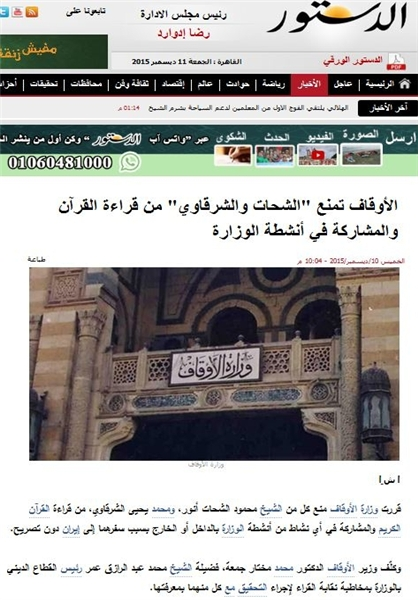 تابعونا على
رئيس مجلس الادارة
رضا إدوارد
الدستور
مفيش
زنقة
القاهرة : الجمعة 11 ديسمبر 2015
الدستور الورقي
PDF
الرئيسية
عاجل
الأخبار
رياضة
حوادث
عالم
إقتصاد
ثقافة وفن
محافظات
تحقيقات
أحزاب
آخر الأخبار
الهلالي يلتقي الفوج الاول من المعلمين لدعم السياحة بشرم الشيخ
01:14 م
ارسل الصورة الفيديو الحدث الشكوى عبر "واتس آب الدستور" وكن أول من ينشر
01060481000
الأوقاف تمنع "الشحات والشرقاوي" من قراءة القرآن
والمشاركة في أنشطة الوزارة
الخميس 10/ديسمبر/2015 - 10:04 م
طباعة
وزارة الأوقاف
وزارة الأوقاف
أ ش أ
قررت وزارة الأوقاف منع كل من الشيخ محمود الشحات أنور، ومحمد يحيى الشرقاوي، من قراءة القرآن
الكريم والمشاركة في أي نشاط من أنشطة الوزارة بالداخل أو الخارج بسبب سفرهما إلى إيران دون تصريح.
وكلّف وزير الأوقاف الدكتور محمد مختار جمعة، فضيلة الشيخ محمد عبد الرازق عمر رئيس القطاع الديني
بالوزارة بمخاطبة نقابة القراء لإجراء التحقيق مع كل منهما بمعرفتها.